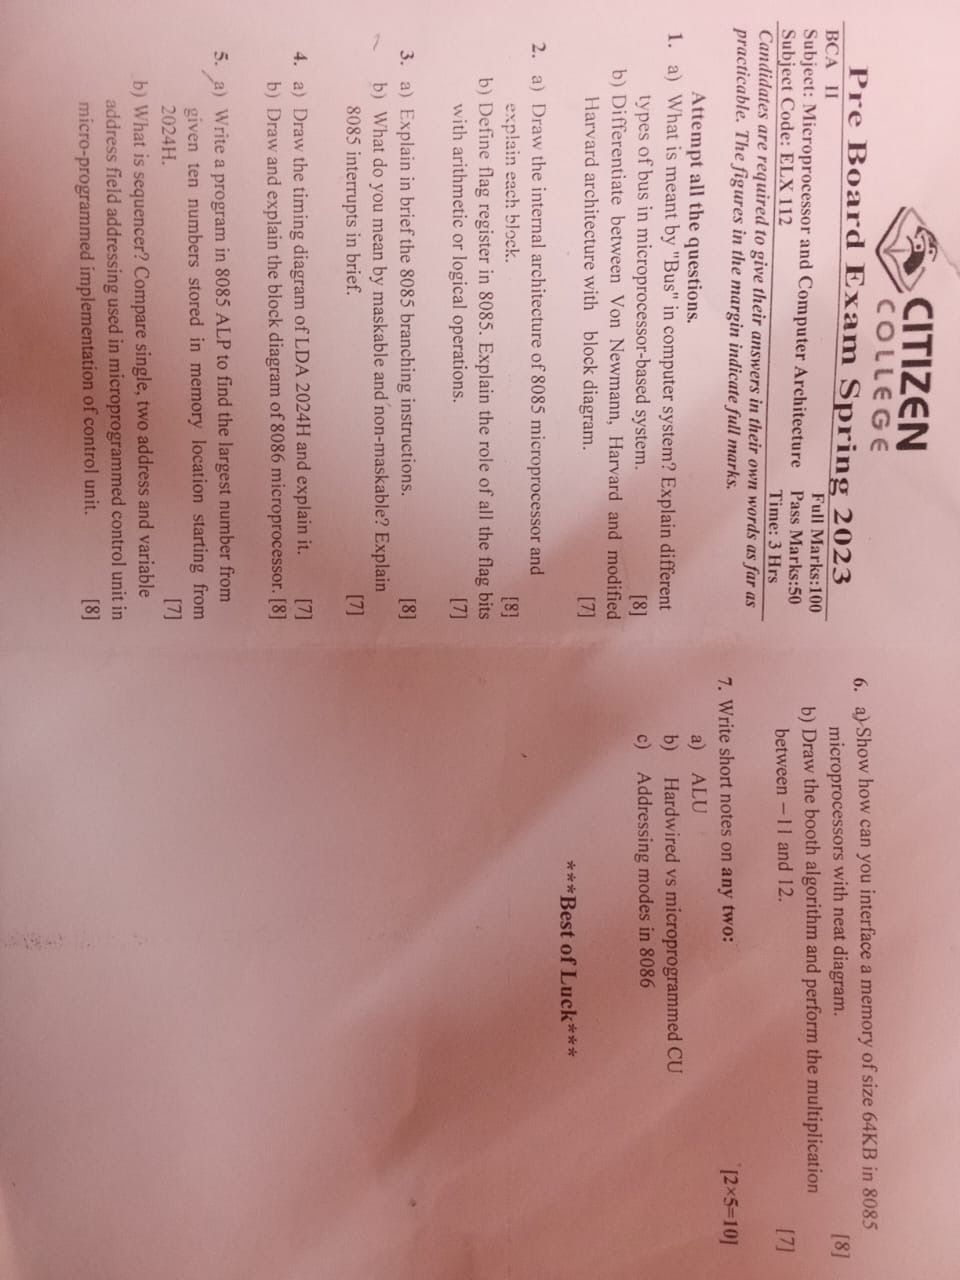 CITIZEN
COLLEGE
Pre Board Exam Spring 2023
BCA II
Full Marks:100
Subject: Microprocessor and Computer Architecture Pass Marks:50
Subject Code: ELX 112
Time: 3 Hrs
Candidates are required to give their answers in their own words as far as
practicable. The figures in the margin indicate full marks.
Attempt all the questions.
1. a) What is meant by "Bus" in computer system? Explain different
types of bus in microprocessor-based system. [8]
b) Differentiate between Von Newmann, Harvard and modified
Harvard architecture with block diagram. [7]
2. a) Draw the internal architecture of 8085 microprocessor and
explain each block. [8]
b) Define flag register in 8085. Explain the role of all the flag bits
with arithmetic or logical operations. [7]
3. a) Explain in brief the 8085 branching instructions. [8]
b) What do you mean by maskable and non-maskable? Explain
8085 interrupts in brief. [7]
4. a) Draw the timing diagram of LDA 2024H and explain it. [7]
b) Draw and explain the block diagram of 8086 microprocessor. [8]
5. a) Write a program in 8085 ALP to find the largest number from
given ten numbers stored in memory location starting from
2024H. [7]
b) What is sequencer? Compare single, two address and variable
address field addressing used in microprogrammed control unit in
micro-programmed implementation of control unit. [8]
6. a) Show how can you interface a memory of size 64KB in 8085
microprocessors with neat diagram. [8]
b) Draw the booth algorithm and perform the multiplication
between −11 and 12. [7]
7. Write short notes on any two: [2×5=10]
a) ALU
b) Hardwired vs microprogrammed CU
c) Addressing modes in 8086
***Best of Luck***